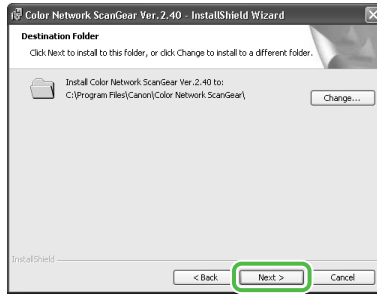 Color Network ScanGear Ver.2.40 - InstallShield Wizard
Destination Folder
Click Next to install to this folder, or click Change to install to a different folder.
Install Color Network ScanGear Ver.2.40 to:
C:\Program Files\Canon\Color Network ScanGear\
Change...
InstallShield
< Back
Next >
Cancel